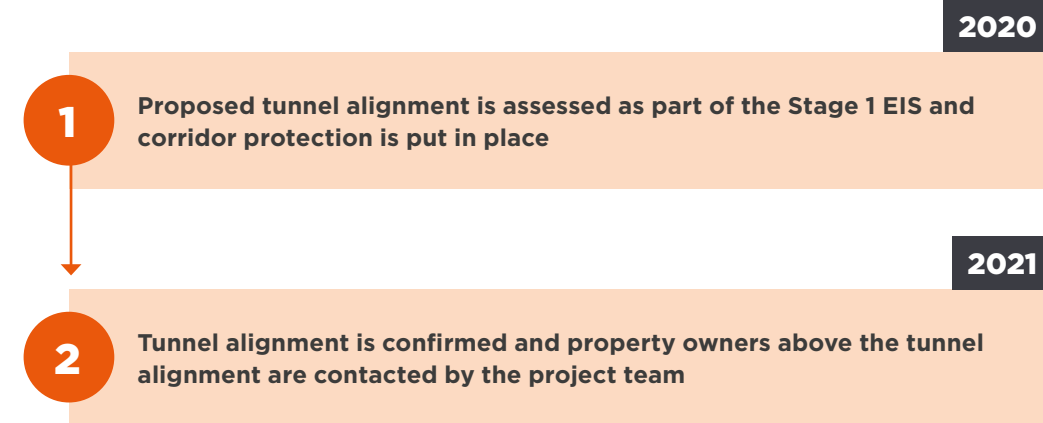 2020
1
Proposed tunnel alignment is assessed as part of the Stage 1 EIS and
corridor protection is put in place
2021
2
Tunnel alignment is confirmed and property owners above the tunnel
alignment are contacted by the project team